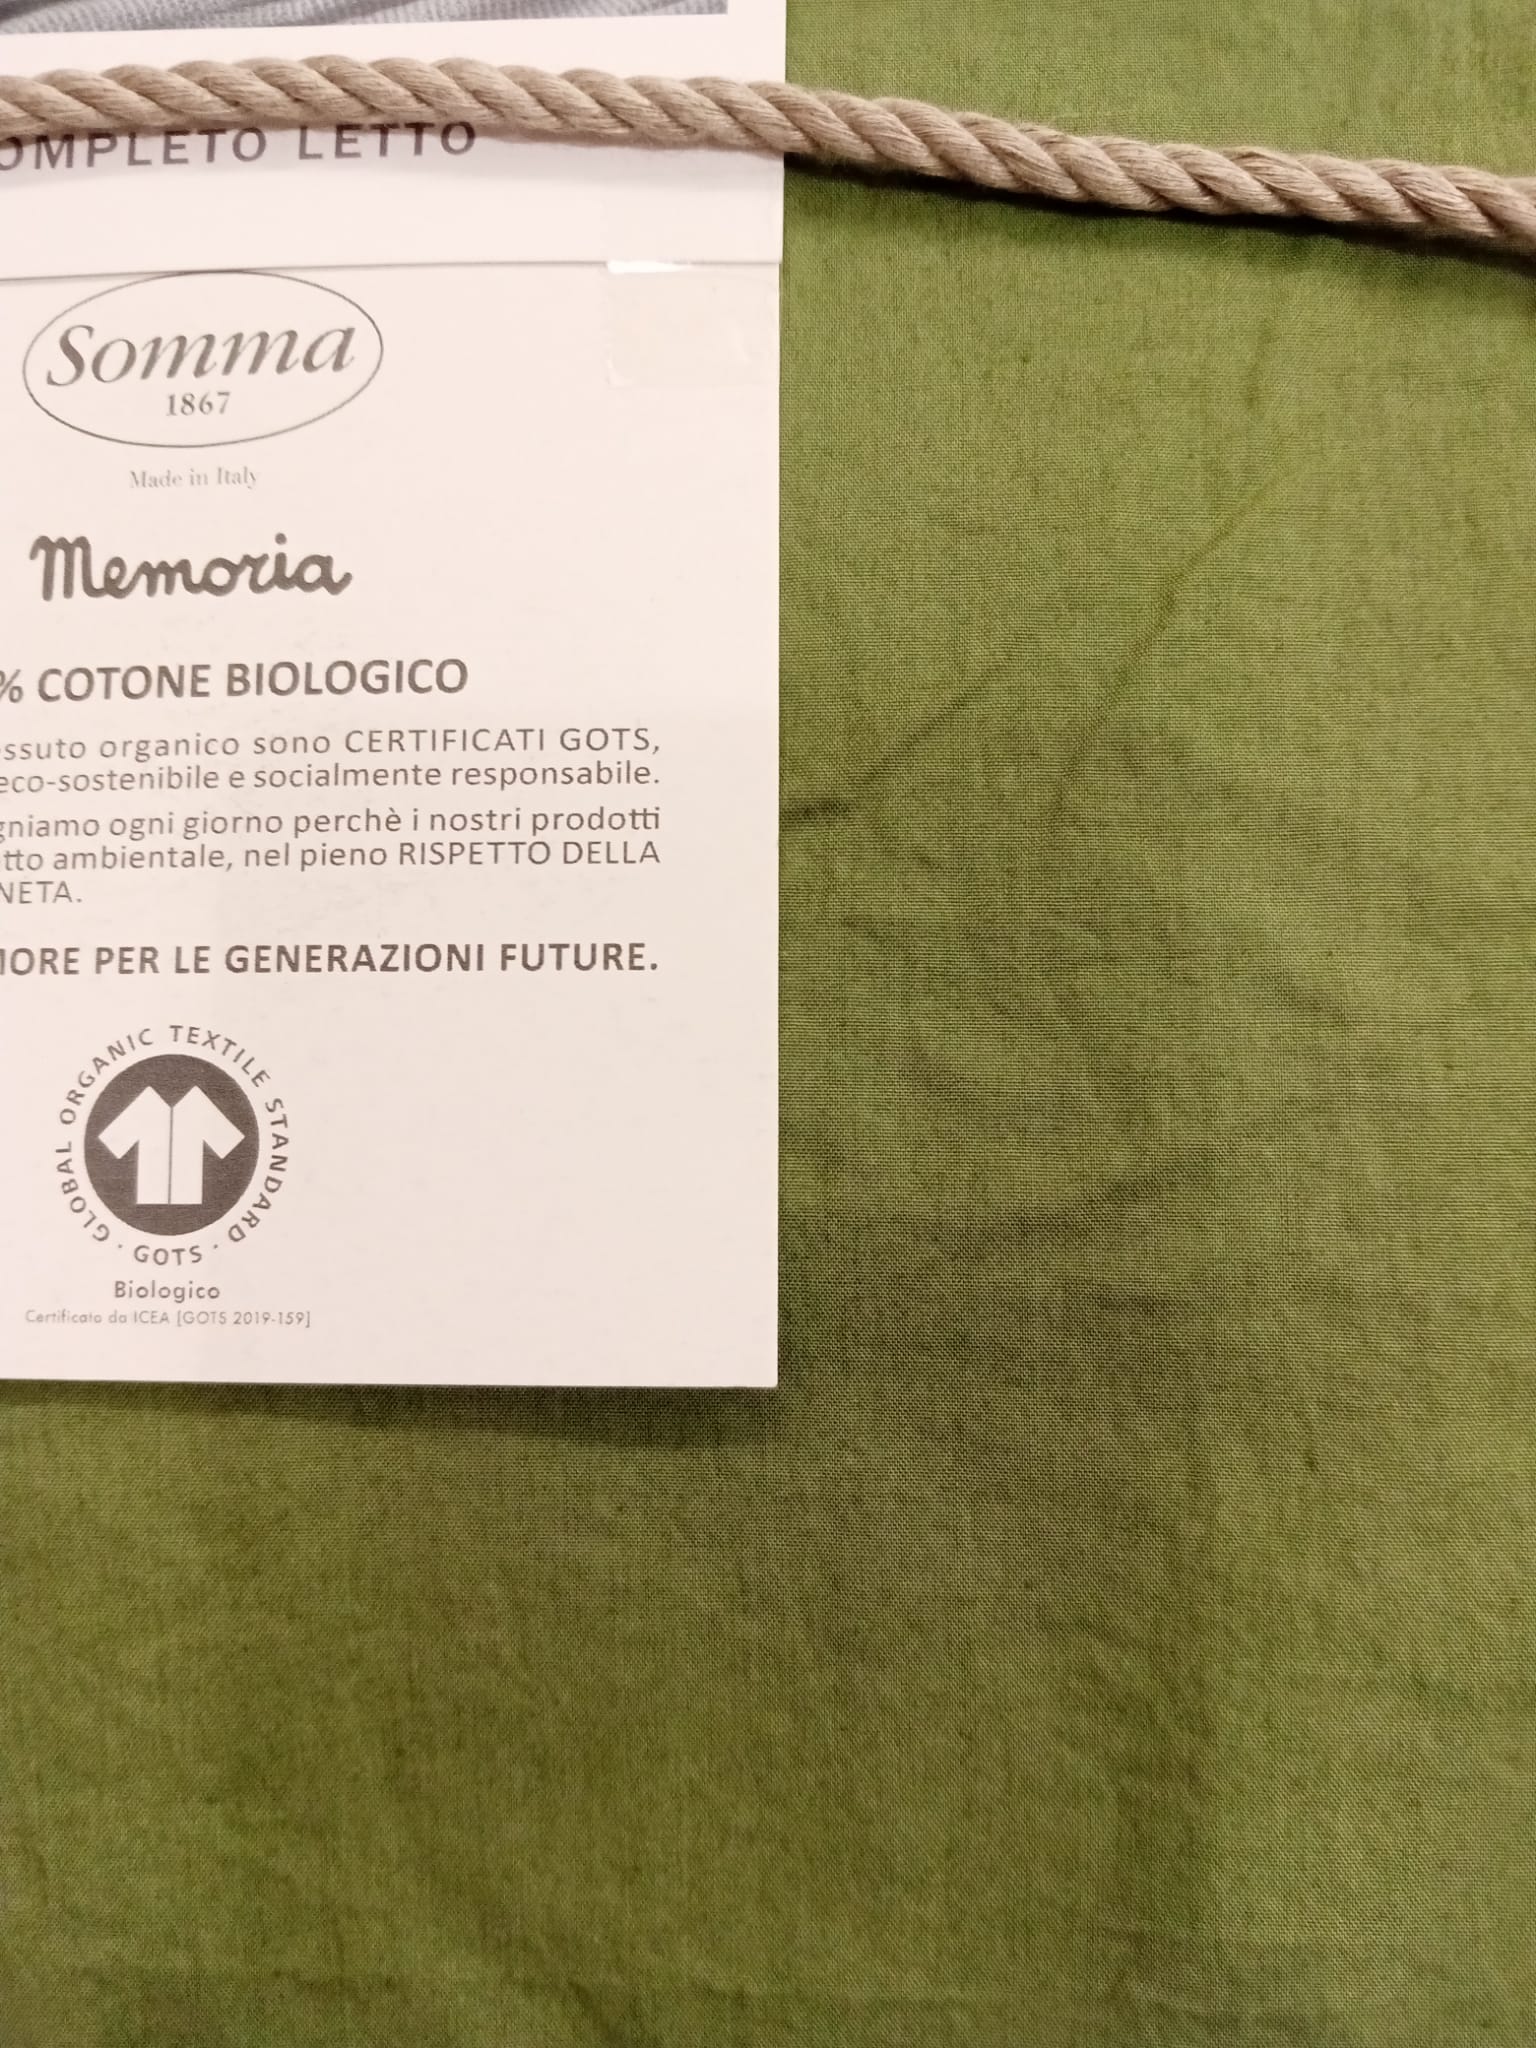 OMPLETO LETTO
Somma
1867
Made in Italy
Memoria
% COTONE BIOLOGICO
ssuto organico sono CERTIFICATI GOTS,
eco-sostenibile e socialmente responsabile.
gniamo ogni giorno perchè i nostri prodotti
tto ambientale, nel pieno RISPETTO DELLA
NETA.
MORE PER LE GENERAZIONI FUTURE.
GLOBAL ORGANIC TEXTILE STANDARD · GOTS ·
Biologico
Certificato da ICEA [GOTS 2019-159]